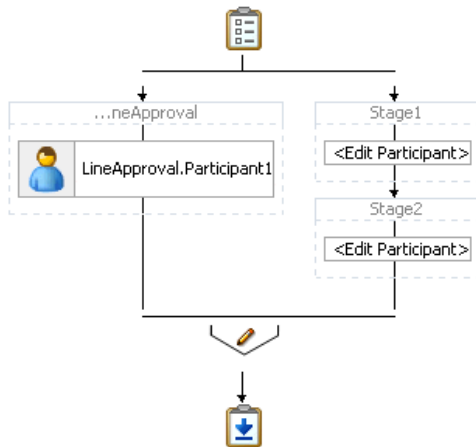 ...neApproval
LineApproval.Participant1
Stage1
<Edit Participant>
Stage2
<Edit Participant>